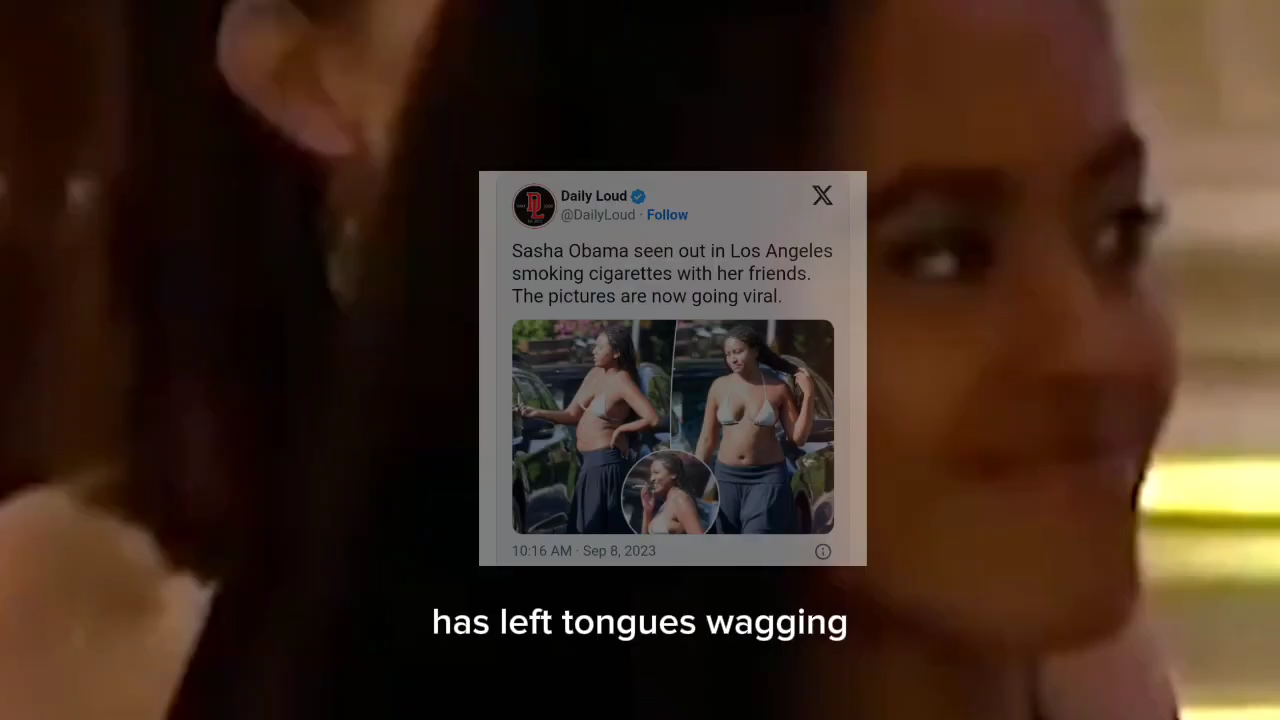 Daily Loud
@DailyLoud · Follow
Sasha Obama seen out in Los Angeles
smoking cigarettes with her friends.
The pictures are now going viral.
10:16 AM · Sep 8, 2023
has left tongues wagging